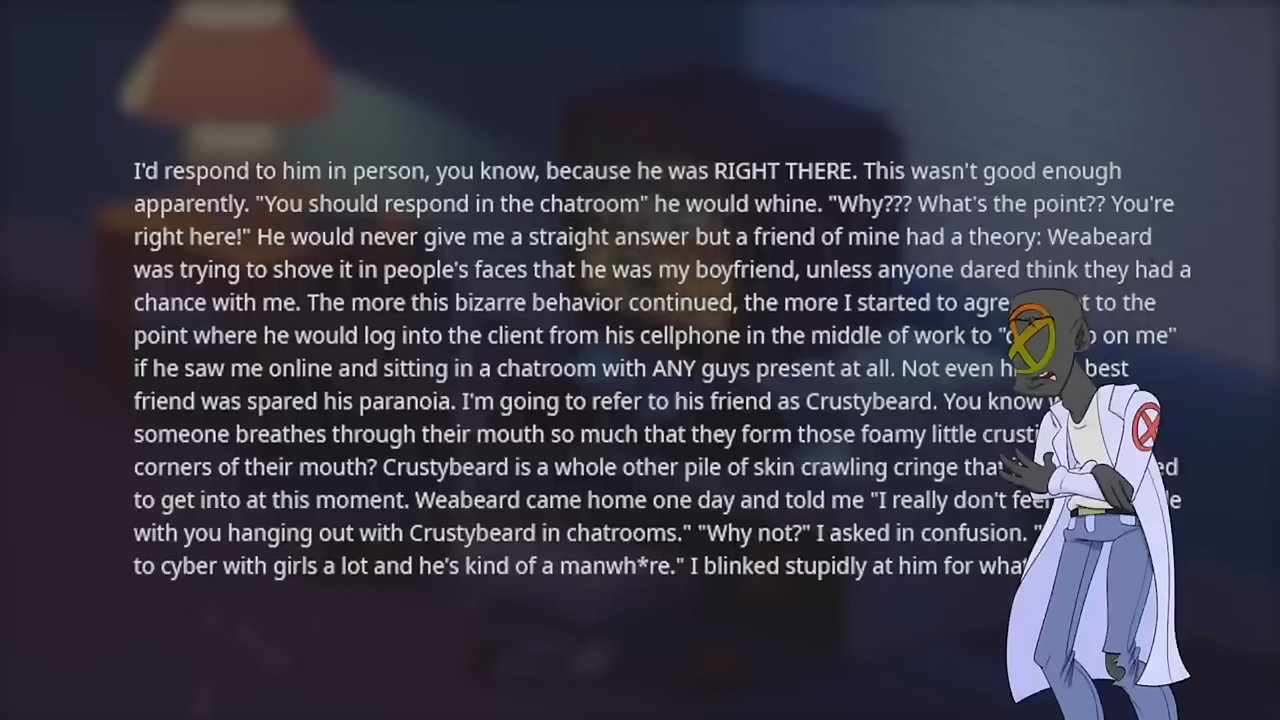 I'd respond to him in person, you know, because he was RIGHT THERE. This wasn't good enough
apparently. "You should respond in the chatroom" he would whine. "Why??? What's the point?? You're
right here!" He would never give me a straight answer but a friend of mine had a theory: Weabeard
was trying to shove it in people's faces that he was my boyfriend, unless anyone dared think they had a
chance with me. The more this bizarre behavior continued, the more I started to to the
point where he would log into the client from his cellphone in the middle of work to on me"
if he saw me online and sitting in a chatroom with ANY guys present at all. Not even best
friend was spared his paranoia. I'm going to refer to his friend as Crustybeard. You know
someone breathes through their mouth so much that they form those foamy little
corners of their mouth? Crustybeard is a whole other pile of skin crawling cringe
to get into at this moment. Weabeard came home one day and told me "I really don't
with you hanging out with Crustybeard in chatrooms." "Why not?" I asked in confusion.
to cyber with girls a lot and he's kind of a manwh*re." I blinked stupidly at him for